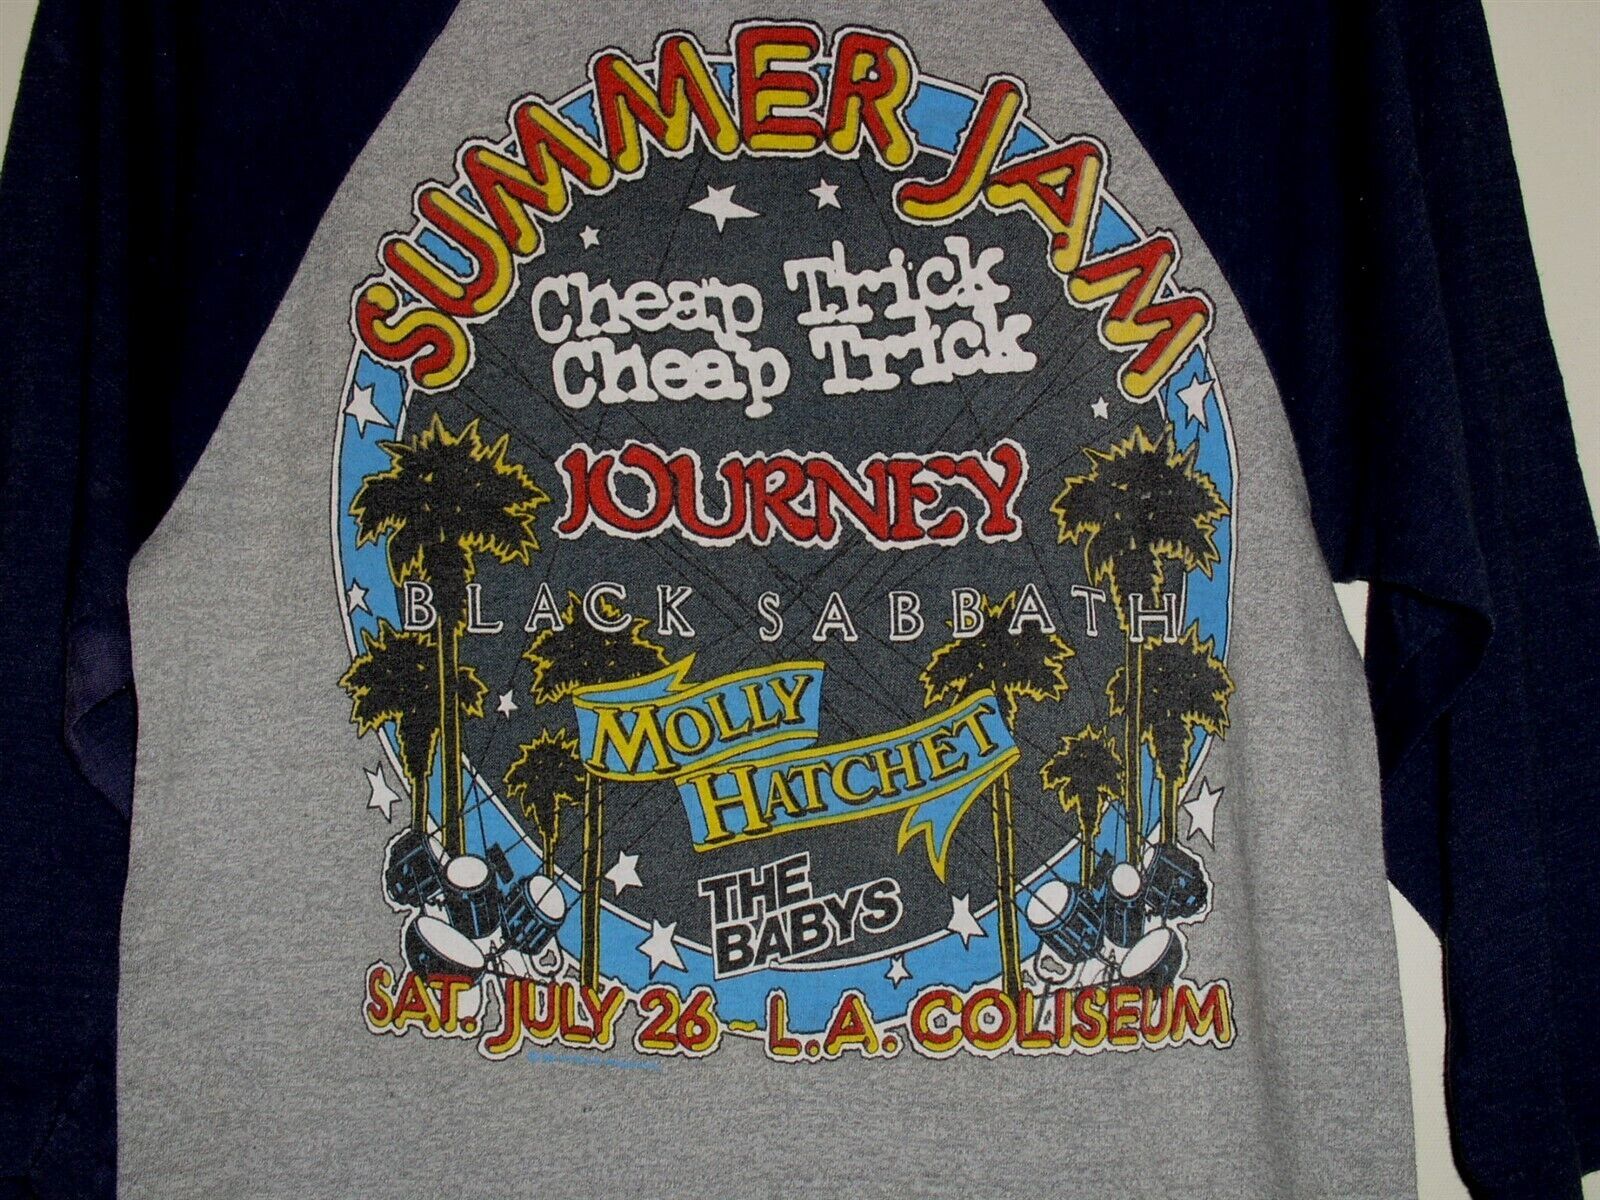 SUMMER JAM
Cheap Trick
Cheap Trick
JOURNEY
BLACK SABBATH
MOLLY
HATCHET
THE
BABYS
SAT. JULY 26 - L.A. COLISEUM